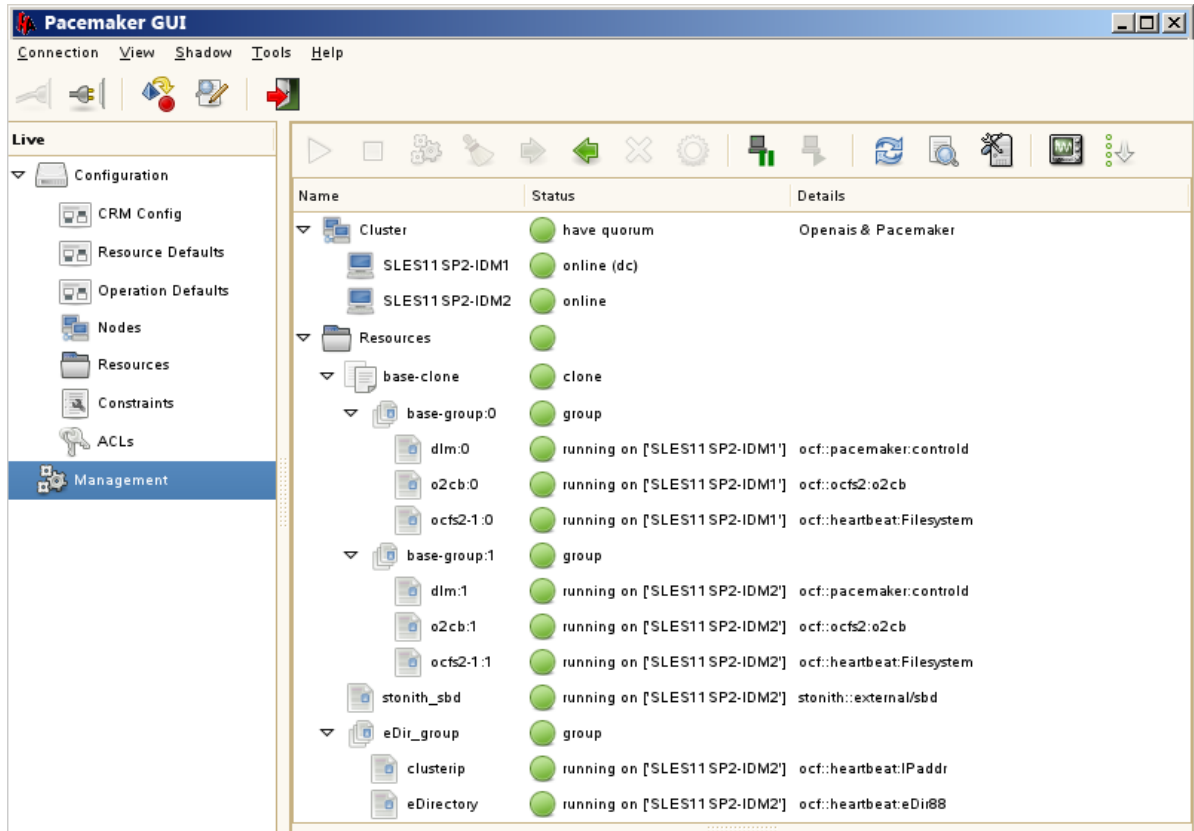 Pacemaker GUI
Connection View Shadow Tools Help
Live
Configuration
CRM Config
Resource Defaults
Operation Defaults
Nodes
Resources
Constraints
ACLs
Management
Name Status Details
Cluster have quorum Openais & Pacemaker
SLES11SP2-IDM1 online (dc)
SLES11SP2-IDM2 online
Resources
base-clone clone
base-group:0 group
dlm:0 running on ['SLES11SP2-IDM1'] ocf::pacemaker:controld
o2cb:0 running on ['SLES11SP2-IDM1'] ocf::ocfs2:o2cb
ocfs2-1:0 running on ['SLES11SP2-IDM1'] ocf::heartbeat:Filesystem
base-group:1 group
dlm:1 running on ['SLES11SP2-IDM2'] ocf::pacemaker:controld
o2cb:1 running on ['SLES11SP2-IDM2'] ocf::ocfs2:o2cb
ocfs2-1:1 running on ['SLES11SP2-IDM2'] ocf::heartbeat:Filesystem
stonith_sbd running on ['SLES11SP2-IDM2'] stonith::external/sbd
eDir_group group
clusterip running on ['SLES11SP2-IDM2'] ocf::heartbeat:IPaddr
eDirectory running on ['SLES11SP2-IDM2'] ocf::heartbeat:eDir88